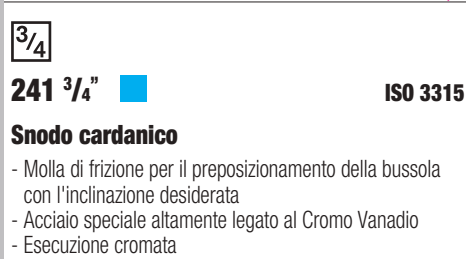 3/4
241 3/4” ISO 3315
Snodo cardanico
- Molla di frizione per il preposizionamento della bussola
con l'inclinazione desiderata
- Acciaio speciale altamente legato al Cromo Vanadio
- Esecuzione cromata